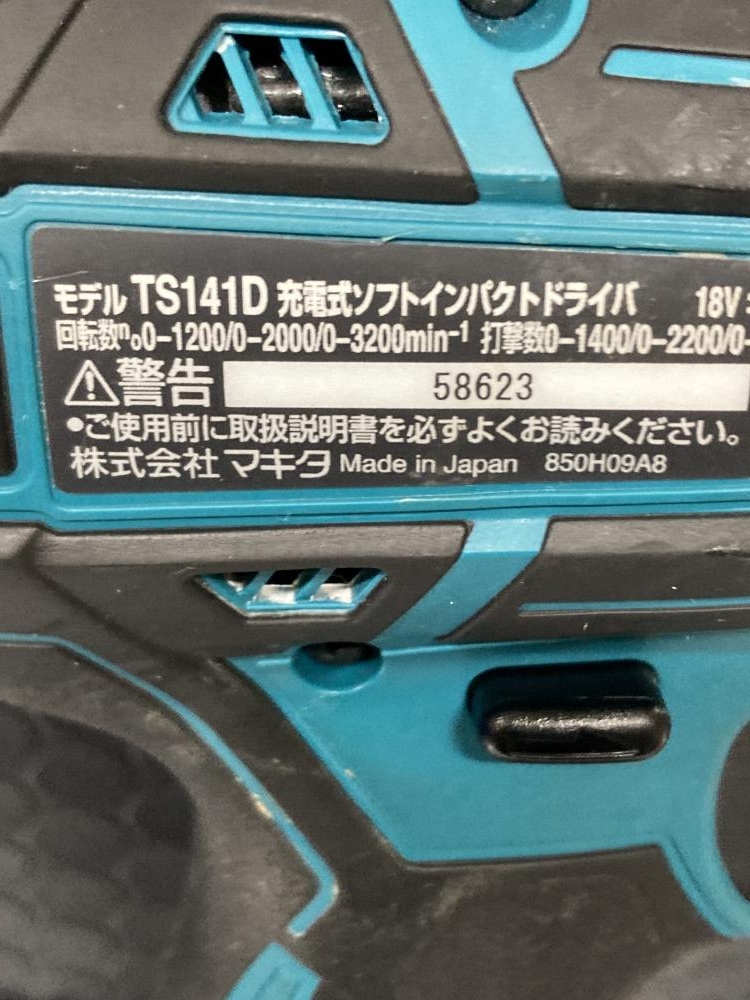 モデル TS141D 充電式ソフトインパクトドライバ 18V
回転数n₀0-1200/0-2000/0-3200min⁻¹ 打撃数0-1400/0-2200/0-
警告 58623
•ご使用前に取扱説明書を必ずよくお読みください。
株式会社 マキタ Made in Japan 850H09A8